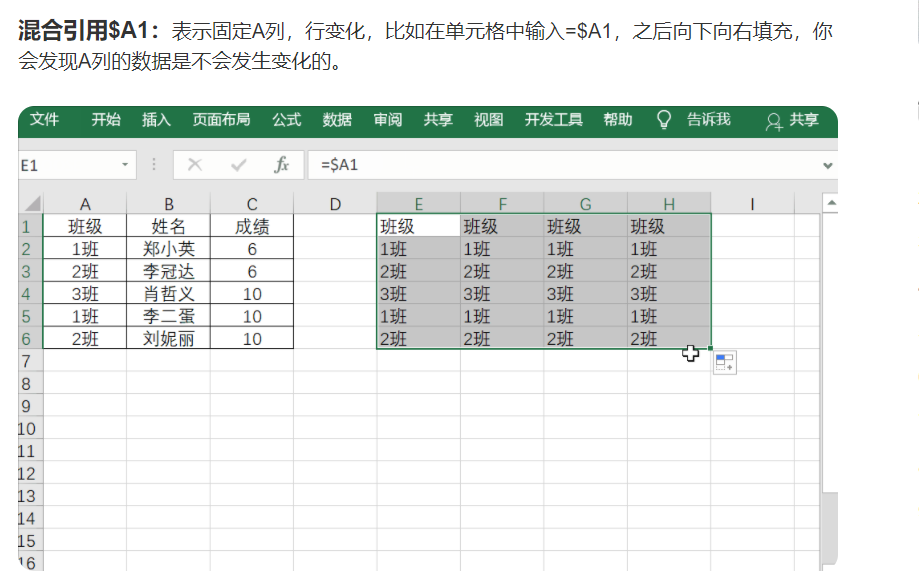 混合引用$A1：表示固定A列，行变化，比如在单元格中输入=$A1，之后向下向右填充，你
会发现A列的数据是不会发生变化的。
文件 开始 插入 页面布局 公式 数据 审阅 共享 视图 开发工具 帮助 告诉我 共享
E1 fx =$A1
A B C D E F G H I
1 班级 姓名 成绩 班级 班级 班级 班级
2 1班 郑小英 6 1班 1班 1班 1班
3 2班 李冠达 6 2班 2班 2班 2班
4 3班 肖哲义 10 3班 3班 3班 3班
5 1班 李二蛋 10 1班 1班 1班 1班
6 2班 刘妮丽 10 2班 2班 2班 2班
7
8
9
10
11
12
13
14
15
16